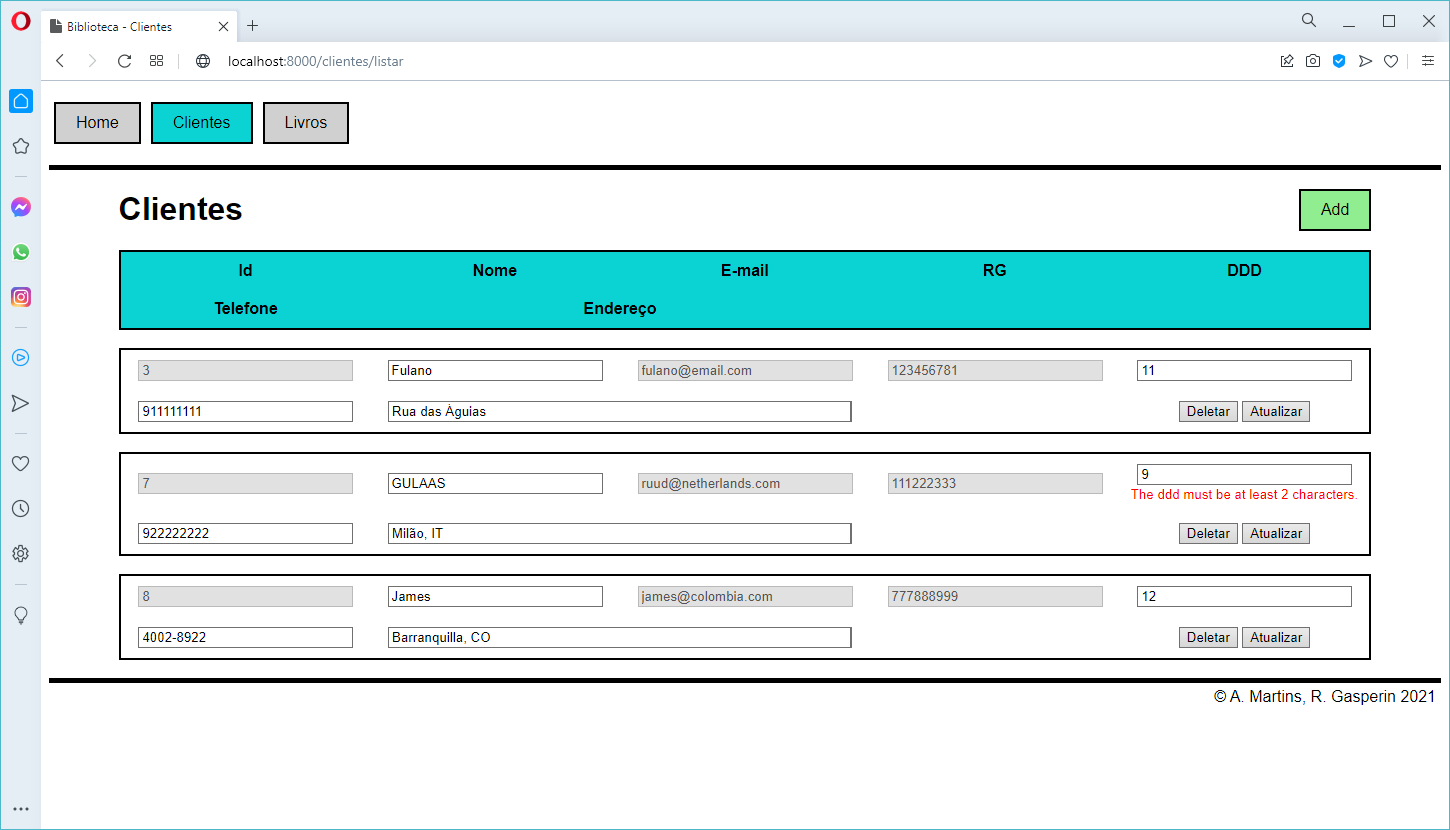 Biblioteca - Clientes
localhost:8000/clientes/listar
Home Clientes Livros
Clientes Add
Id Nome E-mail RG DDD
Telefone Endereço
3 Fulano fulano@email.com 123456781 11
911111111 Rua das Águias Deletar Atualizar
7 GULAAS ruud@netherlands.com 111222333 9
The ddd must be at least 2 characters.
922222222 Milão, IT Deletar Atualizar
8 James james@colombia.com 777888999 12
4002-8922 Barranquilla, CO Deletar Atualizar
© A. Martins, R. Gasperin 2021